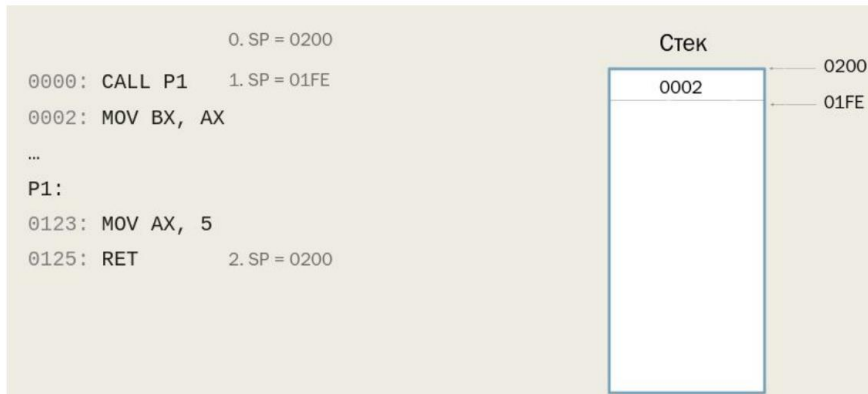 0. SP = 0200
0000: CALL P1 1. SP = 01FE
0002: MOV BX, AX
…
P1:
0123: MOV AX, 5
0125: RET 2. SP = 0200
Стек
0200
0002
01FE